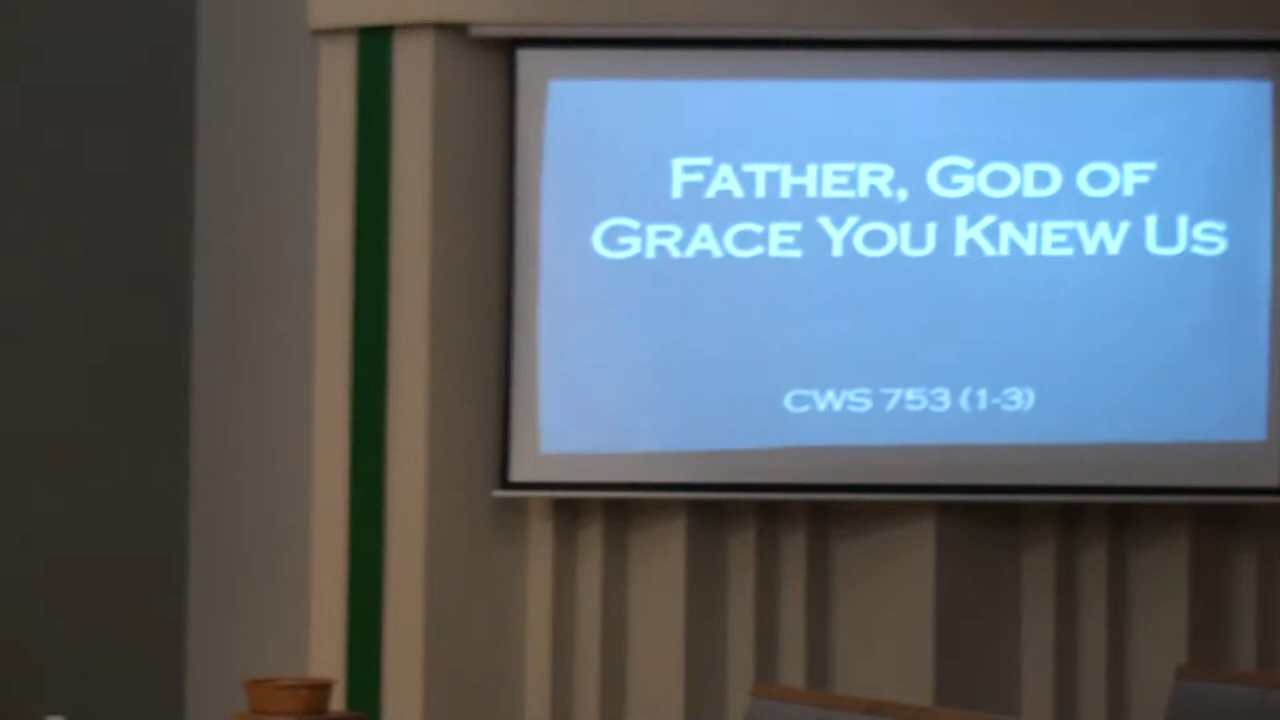 FATHER, GOD OF
GRACE YOU KNEW US
CWS 753 (1-3)